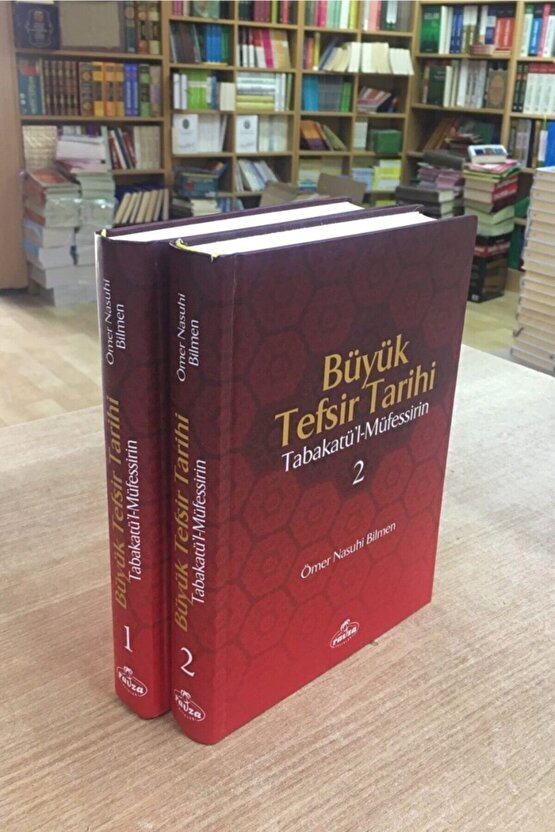 Ömer Nasuhi
Bilmen
Büyük Tefsir Tarihi
Tabakatü'l-Müfessirin
1
ravza
Ömer Nasuhi
Bilmen
Büyük Tefsir Tarihi
Tabakatü'l-Müfessirin
2
ravza
Büyük
Tefsir Tarihi
Tabakatü'l-Müfessirin
2
Ömer Nasuhi Bilmen
ravza